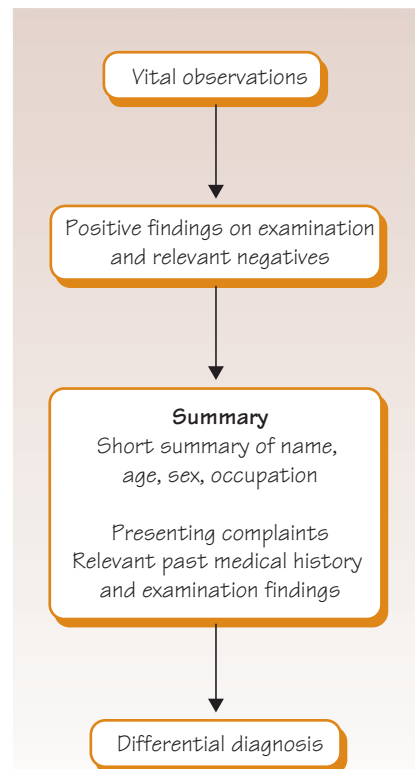 Vital observations
Positive findings on examination
and relevant negatives
Summary
Short summary of name,
age, sex, occupation
Presenting complaints
Relevant past medical history
and examination findings
Differential diagnosis